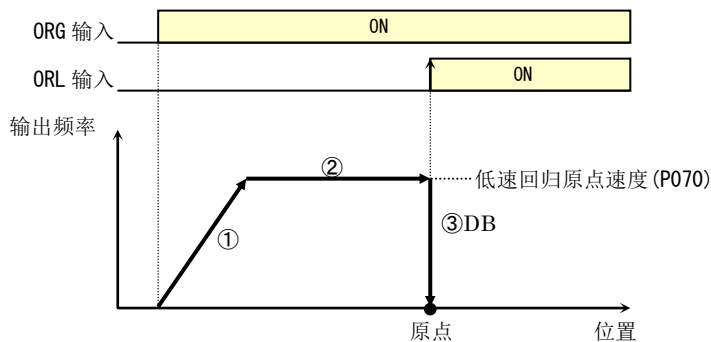 ORG 输入
ON
ORL 输入
ON
输出频率
②
低速回归原点速度(P070)
①
③DB
原点
位置